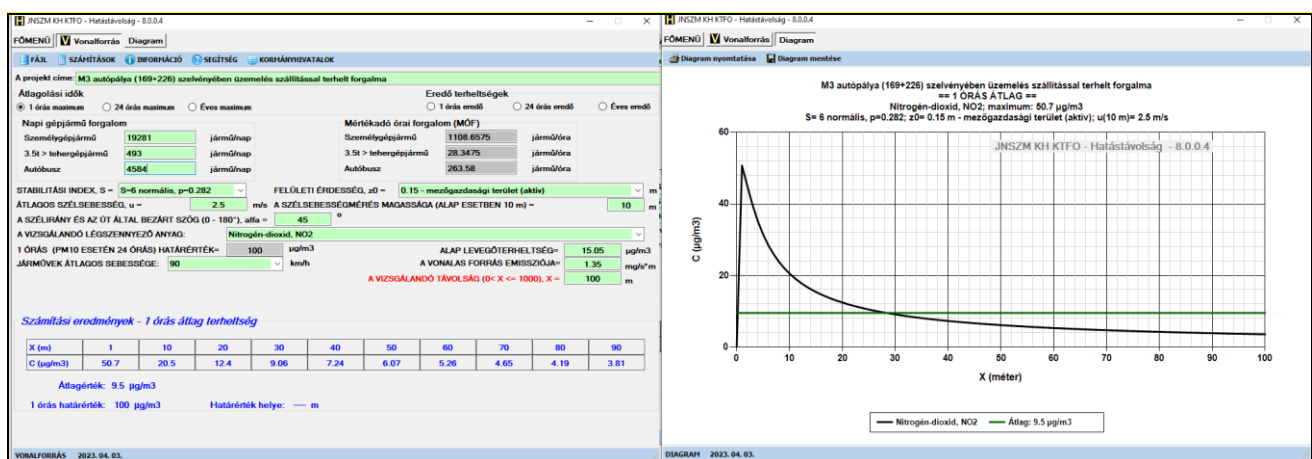 JNSZM KH KTFO - Hatástávolság - 8.0.0.4
FŐMENÜ V Vonalforrás Diagram
FÁJL SZÁMÍTÁSOK INFORMÁCIÓ SEGÍTSÉG KORMÁNYHIVATALOK
A projekt címe: M3 autópálya (169+226) szelvényében üzemelés szállítással terhelt forgalma
Átlagolási idők Eredő terheltségek
1 órás maximum 24 órás maximum Éves maximum 1 órás eredő 24 órás eredő Éves eredő
Napi gépjármű forgalom Mértékadó órai forgalom (MÓF)
Személygépjármű 19281 jármű/nap Személygépjármű 1108.6575 jármű/óra
3.5t > tehergépjármű 493 jármű/nap 3.5t > tehergépjármű 28.3475 jármű/óra
Autóbusz 4584 jármű/nap Autóbusz 263.58 jármű/óra
STABILITÁSI INDEX, S = S=6 normális, p=0.282 FELÜLETI ÉRDESSÉG, z0 = 0.15 - mezőgazdasági terület (aktív) m
ÁTLAGOS SZÉLSEBESSÉG, u = 2.5 m/s A SZÉLSEBESSÉGMÉRÉS MAGASSÁGA (ALAP ESETBEN 10 m) = 10 m
A SZÉLIRÁNY ÉS AZ ÚT ÁLTAL BEZÁRT SZÖG (0 - 180°), alfa = 45 °
A VIZSGÁLANDÓ LÉGSZENNYEZŐ ANYAG: Nitrogén-dioxid, NO2
1 ÓRÁS (PM10 ESETÉN 24 ÓRÁS) HATÁRÉRTÉK= 100 µg/m3 ALAP LEVEGŐTERHELTSÉG= 15.05 µg/m3
JÁRMŰVEK ÁTLAGOS SEBESSÉGE: 90 km/h A VONALAS FORRÁS EMISSZIÓJA= 1.35 mg/s*m
A VIZSGÁLANDÓ TÁVOLSÁG (0< X <= 1000), X = 100 m
Számítási eredmények - 1 órás átlag terheltség
X (m) 1 10 20 30 40 50 60 70 80 90
C (µg/m3) 50.7 20.5 12.4 9.06 7.24 6.07 5.26 4.65 4.19 3.81
Átlagérték: 9.5 µg/m3
1 órás határérték: 100 µg/m3 Határérték helye: --- m
VONALFORRÁS 2023. 04. 03.
JNSZM KH KTFO - Hatástávolság - 8.0.0.4
FŐMENÜ V Vonalforrás Diagram
Diagram nyomtatása Diagram mentése
M3 autópálya (169+226) szelvényében üzemelés szállítással terhelt forgalma
== 1 ÓRÁS ÁTLAG ==
Nitrogén-dioxid, NO2; maximum: 50.7 µg/m3
S= 6 normális, p=0.282; z0= 0.15 m - mezőgazdasági terület (aktív); u(10 m)= 2.5 m/s
JNSZM KH KTFO - Hatástávolság - 8.0.0.4
60
40
20
0
C (µg/m3)
0 10 20 30 40 50 60 70 80 90 100
X (méter)
Nitrogén-dioxid, NO2 Átlag: 9.5 µg/m3
DIAGRAM 2023. 04. 03.